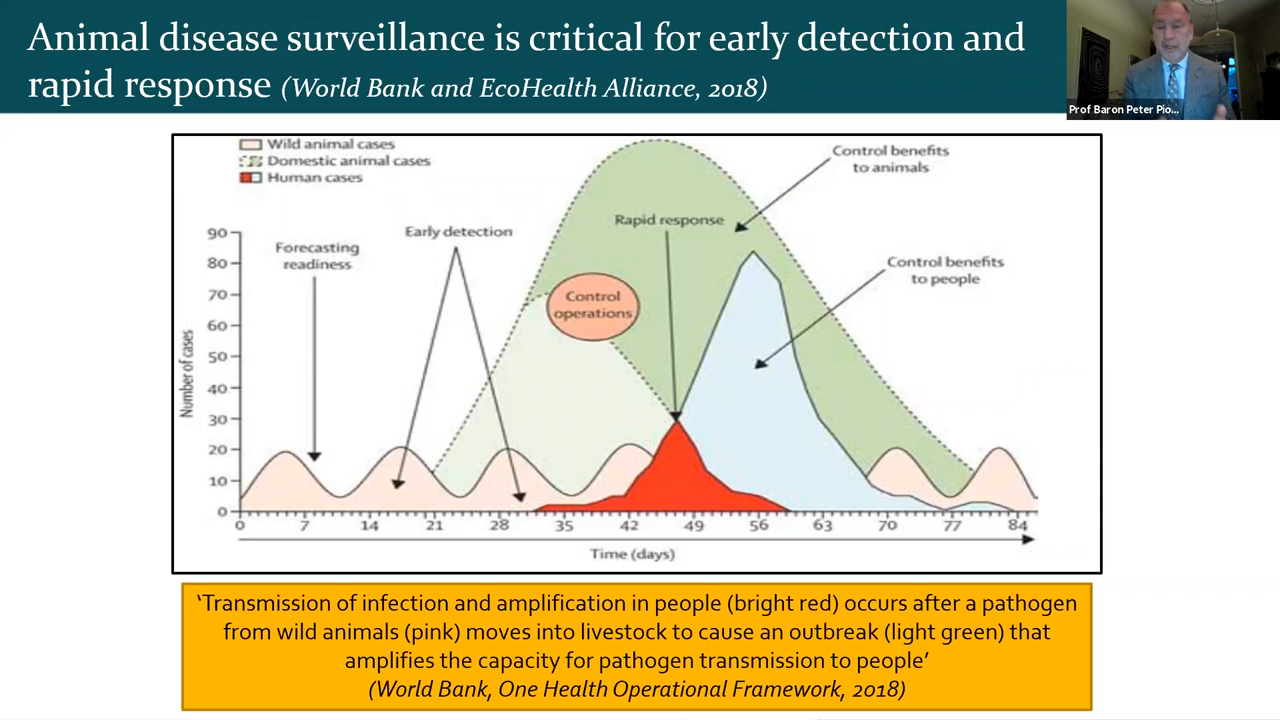 Animal disease surveillance is critical for early detection and
rapid response (World Bank and EcoHealth Alliance, 2018)
Prof Baron Peter Pio...
Wild animal cases
Domestic animal cases
Human cases
Control benefits
to animals
Rapid response
Early detection
Forecasting
readiness
Control benefits
to people
Control
operations
Number of cases
90
80
70
60
50
40
30
20
10
0
0 7 14 21 28 35 42 49 56 63 70 77 84
Time (days)
‘Transmission of infection and amplification in people (bright red) occurs after a pathogen
from wild animals (pink) moves into livestock to cause an outbreak (light green) that
amplifies the capacity for pathogen transmission to people’
(World Bank, One Health Operational Framework, 2018)